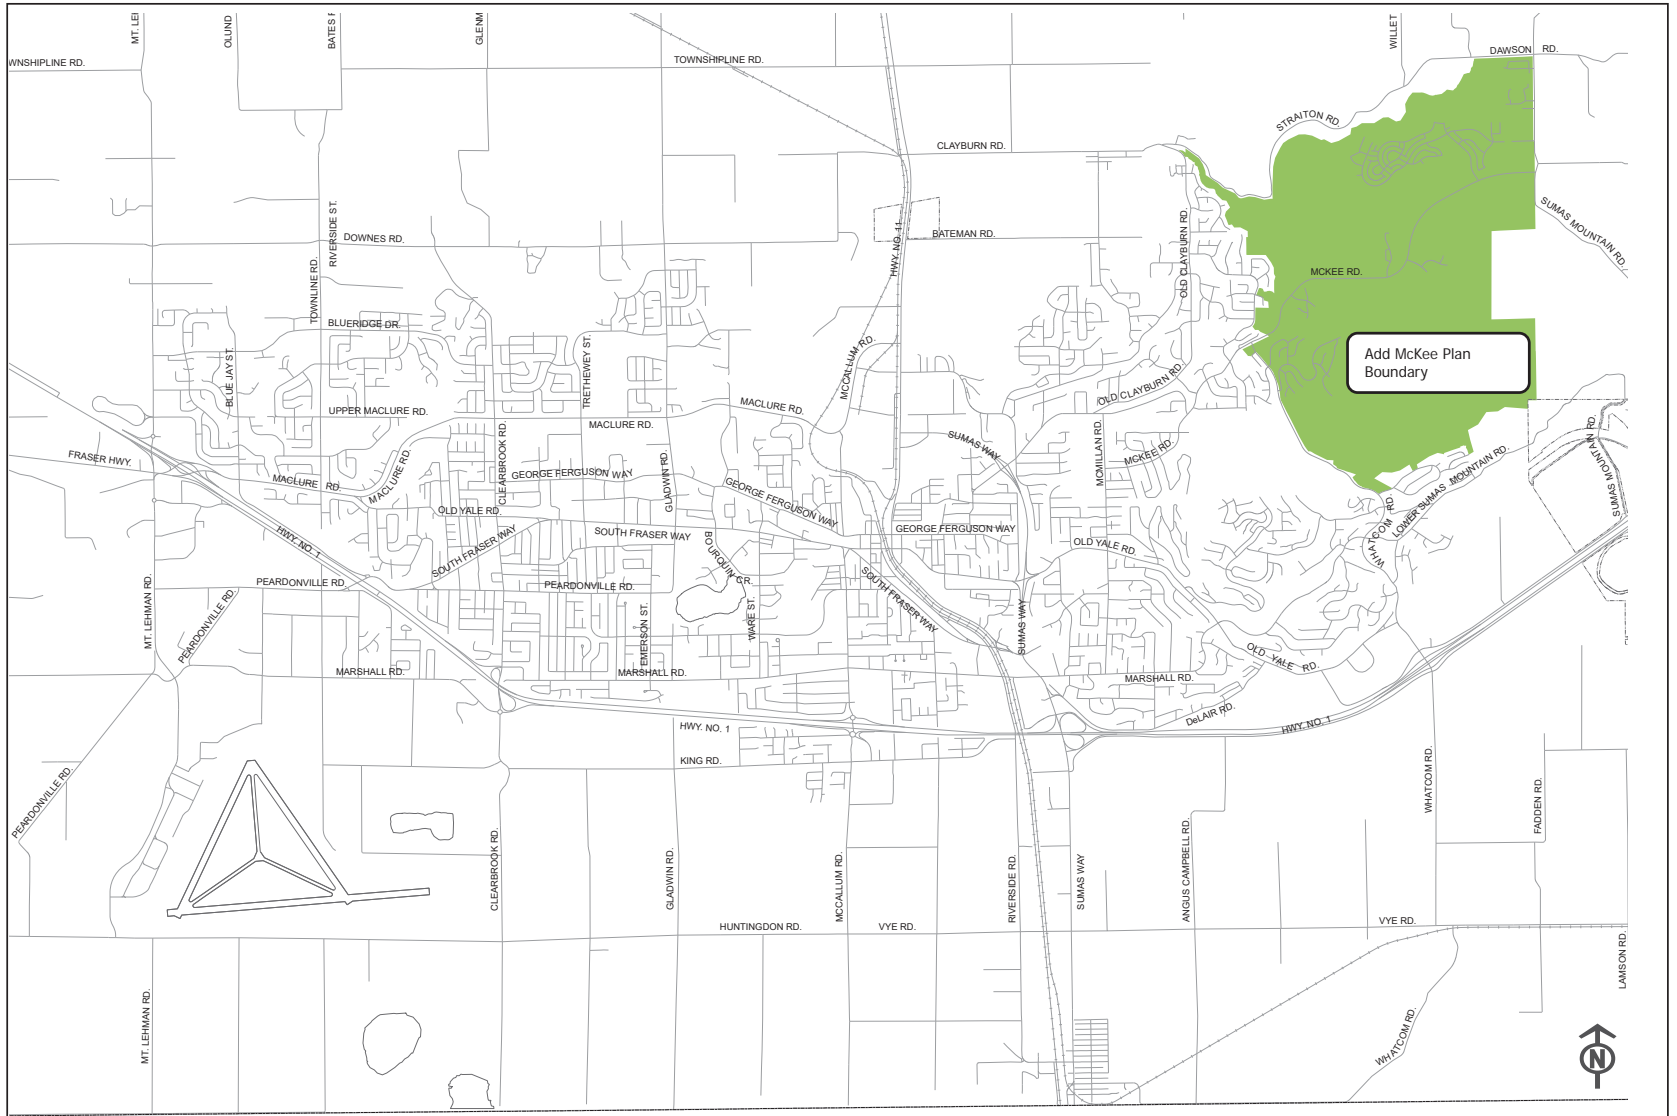 MT. LEH
OLUND
BATES R
GLENM
WILLET
DAWSON RD.
WNSHIPLINE RD.
TOWNSHIPLINE RD.
STRAITON RD.
CLAYBURN RD.
RIVERSIDE ST.
DOWNES RD.
HWY. NO. 11
BATEMAN RD.
OLD CLAYBURN RD.
SUMAS MOUNTAIN RD.
TOWNLINE RD.
MCKEE RD.
BLUERIDGE DR.
BLUE JAY ST.
TRETHEWEY ST.
MCCALLUM RD.
Add McKee Plan
Boundary
OLD CLAYBURN RD.
UPPER MACLURE RD.
MACLURE RD.
MACLURE RD.
FRASER HWY.
MACLURE RD.
MACLURE RD.
CLEARBROOK RD.
GEORGE FERGUSON WAY
GLADWIN RD.
GEORGE FERGUSON WAY
SUMAS WAY
MCMILLAN RD.
MCKEE RD.
LOWER SUMAS MOUNTAIN RD.
SUMAS MOUNTAIN RD.
SUMAS MOUNTAIN RD.
WHATCOM RD.
OLD YALE RD.
HWY. NO. 1
SOUTH FRASER WAY
SOUTH FRASER WAY
BOURQUIN CR.
GEORGE FERGUSON WAY
OLD YALE RD.
PEARDONVILLE RD.
PEARDONVILLE RD.
MT. LEHMAN RD.
PEARDONVILLE RD.
EMERSON ST.
WARE ST.
SOUTH FRASER WAY
SUMAS WAY
OLD YALE RD.
MARSHALL RD.
MARSHALL RD.
MARSHALL RD.
DeLAIR RD.
HWY. NO. 1
HWY. NO. 1
KING RD.
PEARDONVILLE RD.
CLEARBROOK RD.
GLADWIN RD.
MCCALLUM RD.
RIVERSIDE RD.
SUMAS WAY
ANGUS CAMPBELL RD.
WHATCOM RD.
FADDEN RD.
HUNTINGDON RD.
VYE RD.
VYE RD.
LAMSON RD.
MT. LEHMAN RD.
WHATCOM RD.
N